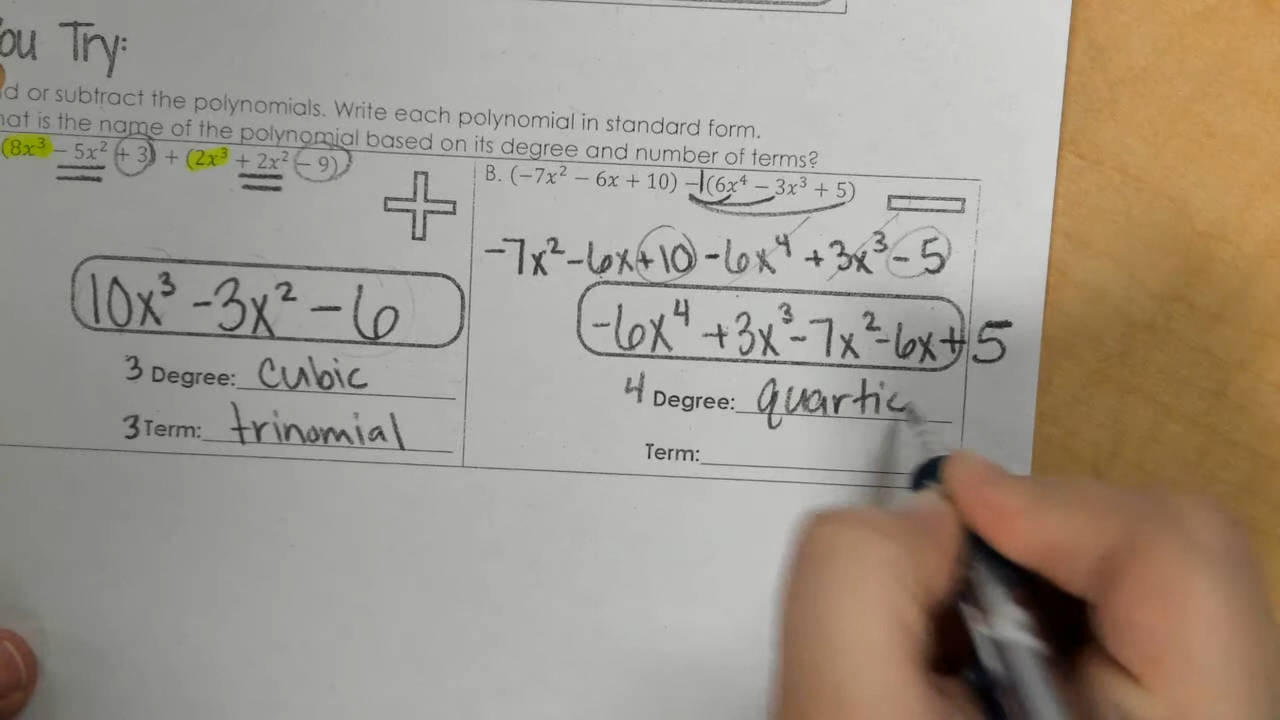 ou Try:
d or subtract the polynomials. Write each polynomial in standard form.
hat is the name of the polynomial based on its degree and number of terms?
(8x³ − 5x² + 3) + (2x³ + 2x² − 9)
10x³ - 3x² - 6
3 Degree: cubic
3 Term: trinomial
B. (−7x² − 6x + 10) − 1(6x⁴ − 3x³ + 5)
-7x² - 6x + 10 - 6x⁴ + 3x³ - 5
-6x⁴ + 3x³ - 7x² - 6x + 5
4 Degree: quartic
Term: